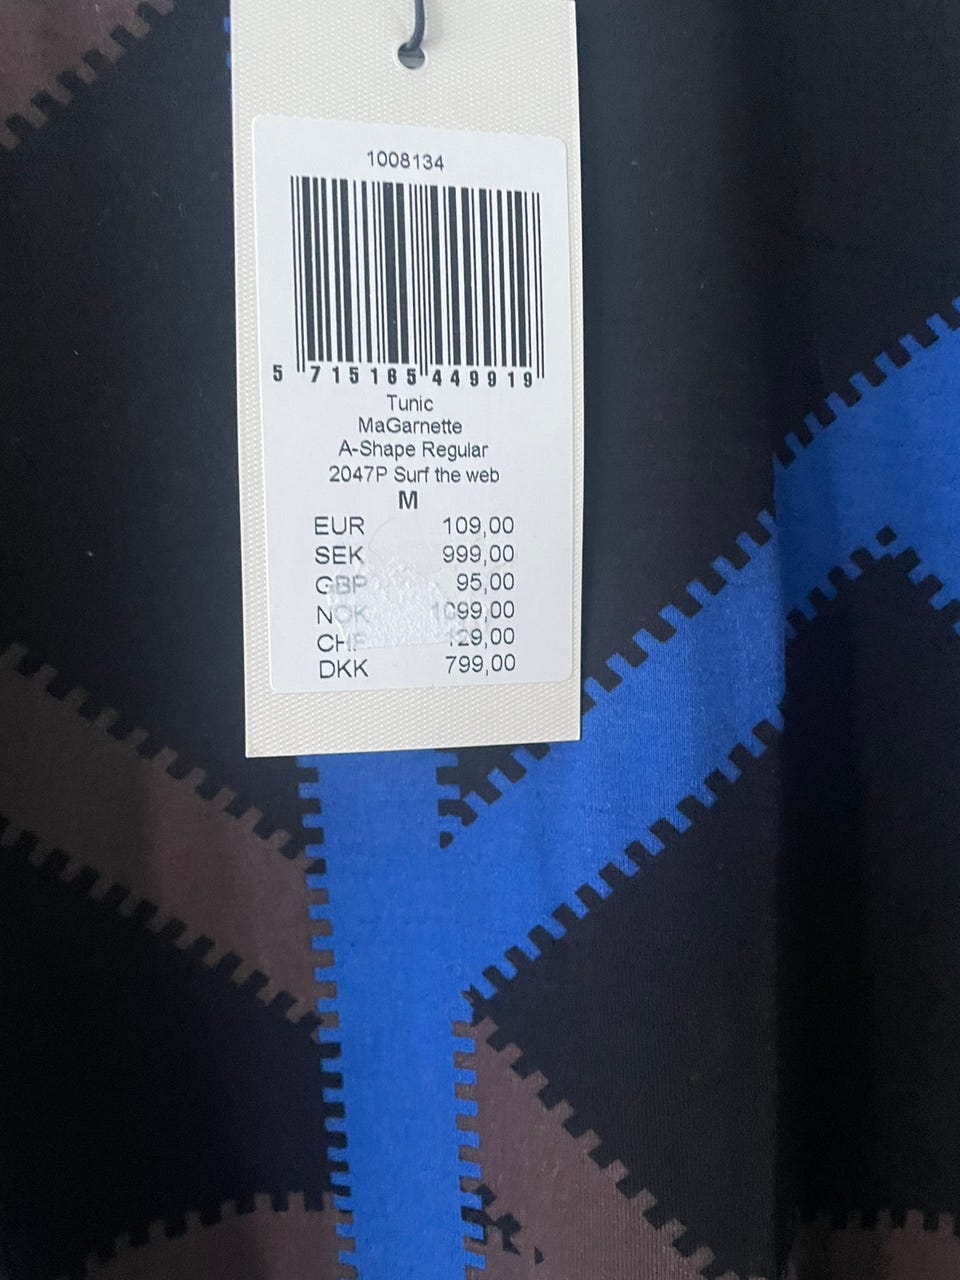 1008134
5 715165 449919
Tunic
MaGarnette
A-Shape Regular
2047P Surf the web
M
EUR 109,00
SEK 999,00
GBP 95,00
NOK 1099,00
CHF 129,00
DKK 799,00